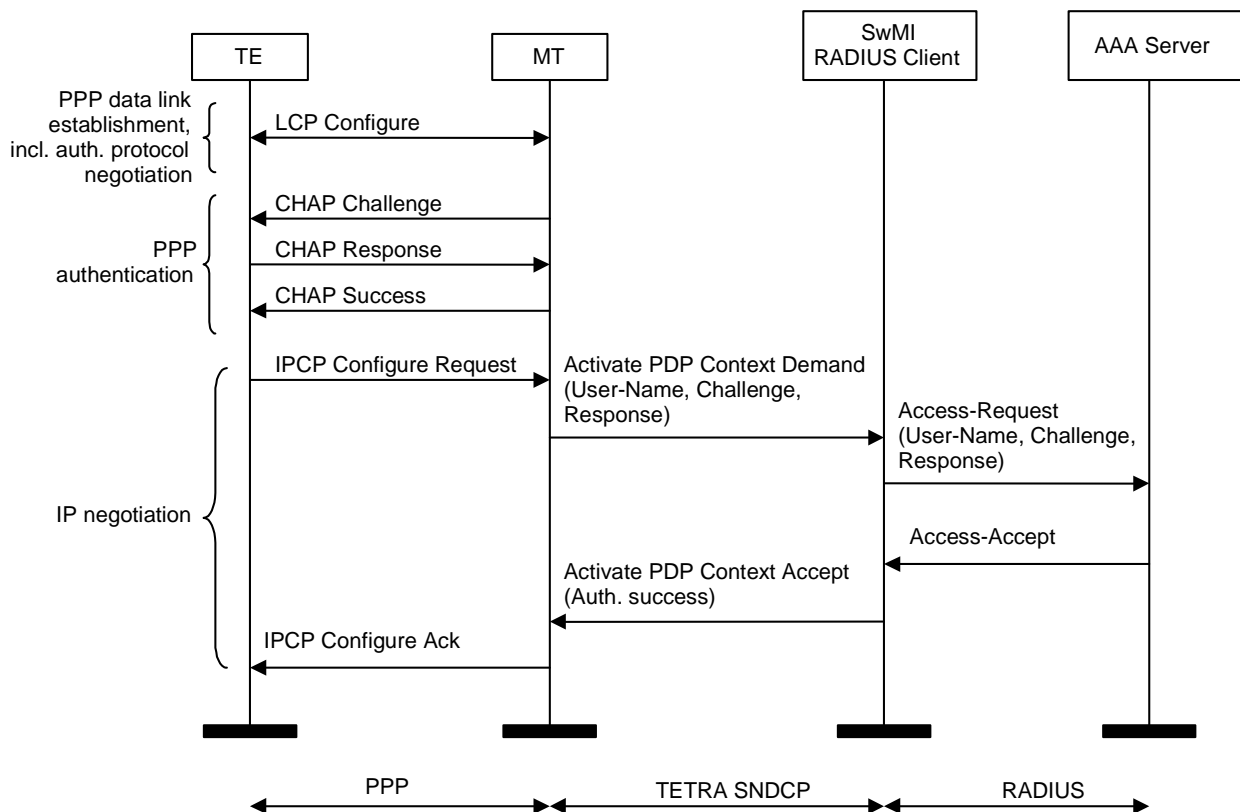 TE
MT
SwMI
RADIUS Client
AAA Server
PPP data link
establishment,
incl. auth. protocol
negotiation
LCP Configure
CHAP Challenge
PPP
authentication
CHAP Response
CHAP Success
IPCP Configure Request
Activate PDP Context Demand
(User-Name, Challenge,
Response)
Access-Request
(User-Name, Challenge,
Response)
IP negotiation
Access-Accept
Activate PDP Context Accept
(Auth. success)
IPCP Configure Ack
PPP
TETRA SNDCP
RADIUS